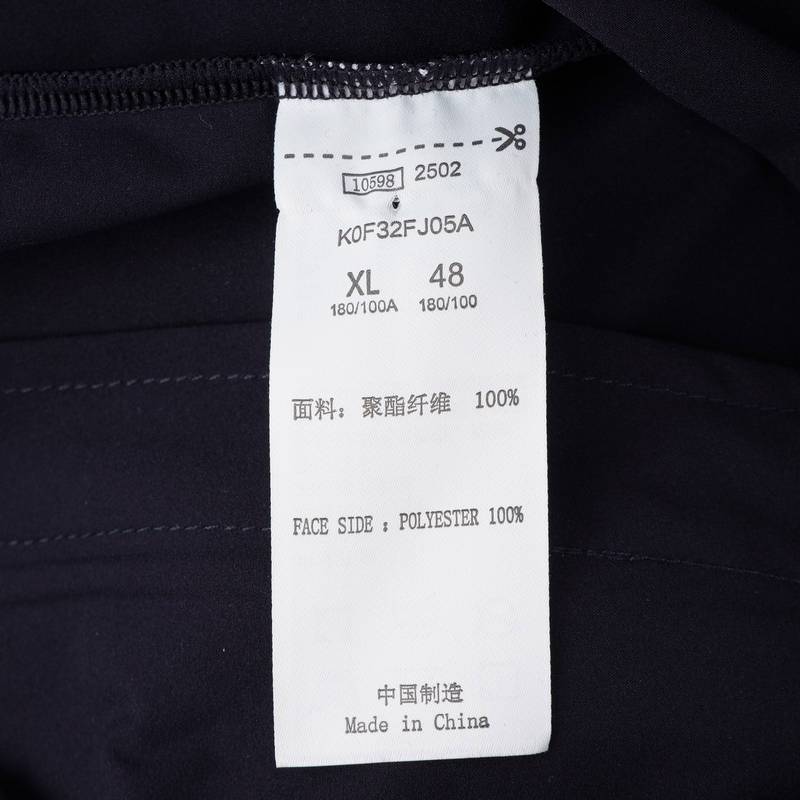 10598 2502
K0F32FJ05A
XL 48
180/100A 180/100
面料：聚酯纤维 100%
FACE SIDE : POLYESTER 100%
中国制造
Made in China